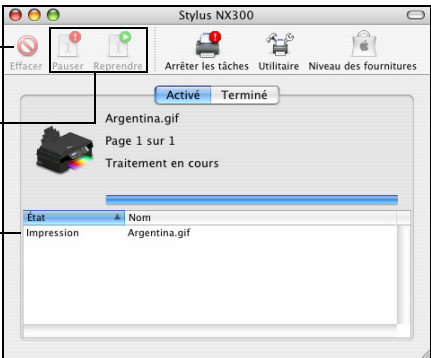 Stylus NX300
Effacer Pauser Reprendre Arrêter les tâches Utilitaire Niveau des fournitures
Activé Terminé
Argentina.gif
Page 1 sur 1
Traitement en cours
État Nom
Impression Argentina.gif